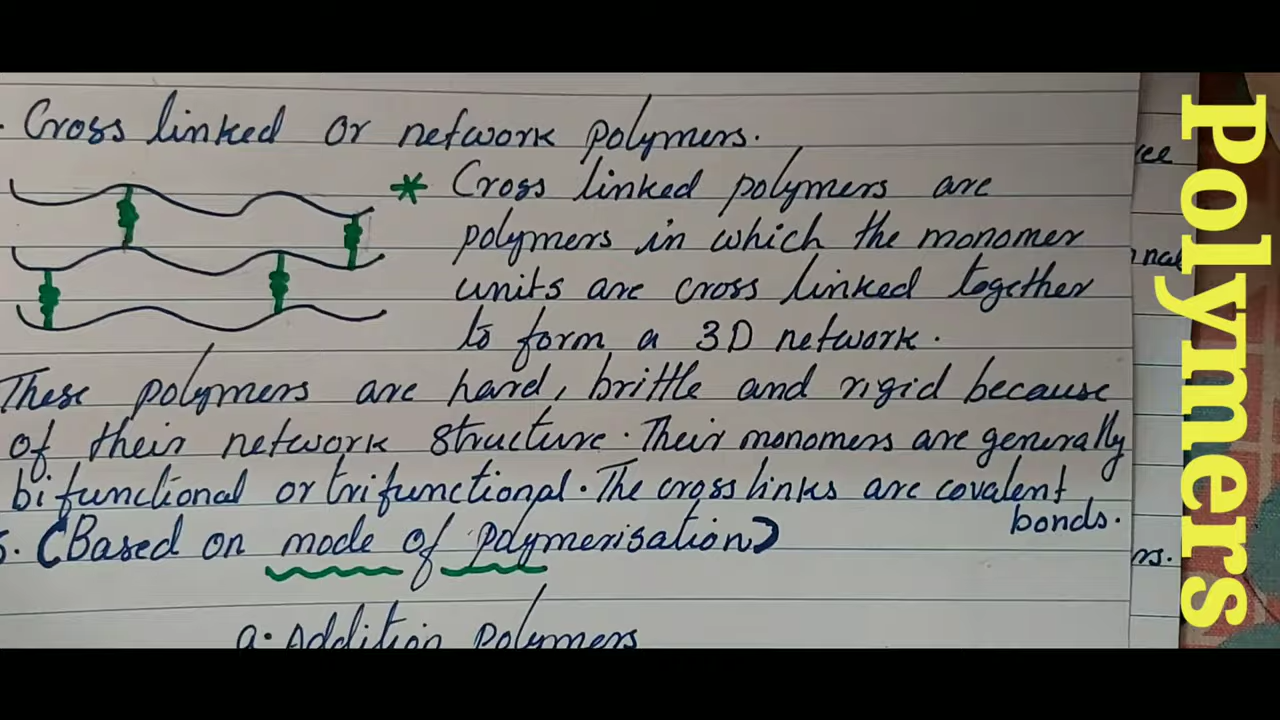 . Cross linked or network polymers.
* Cross linked polymers are
polymers in which the monomer
units are cross linked together
to form a 3D network.
These polymers are hard, brittle and rigid because
of their network structure. Their monomers are generally
bifunctional or trifunctional. The cross links are covalent
bonds.
. (Based on mode of polymerisation)
a. Addition polymers
Polymers